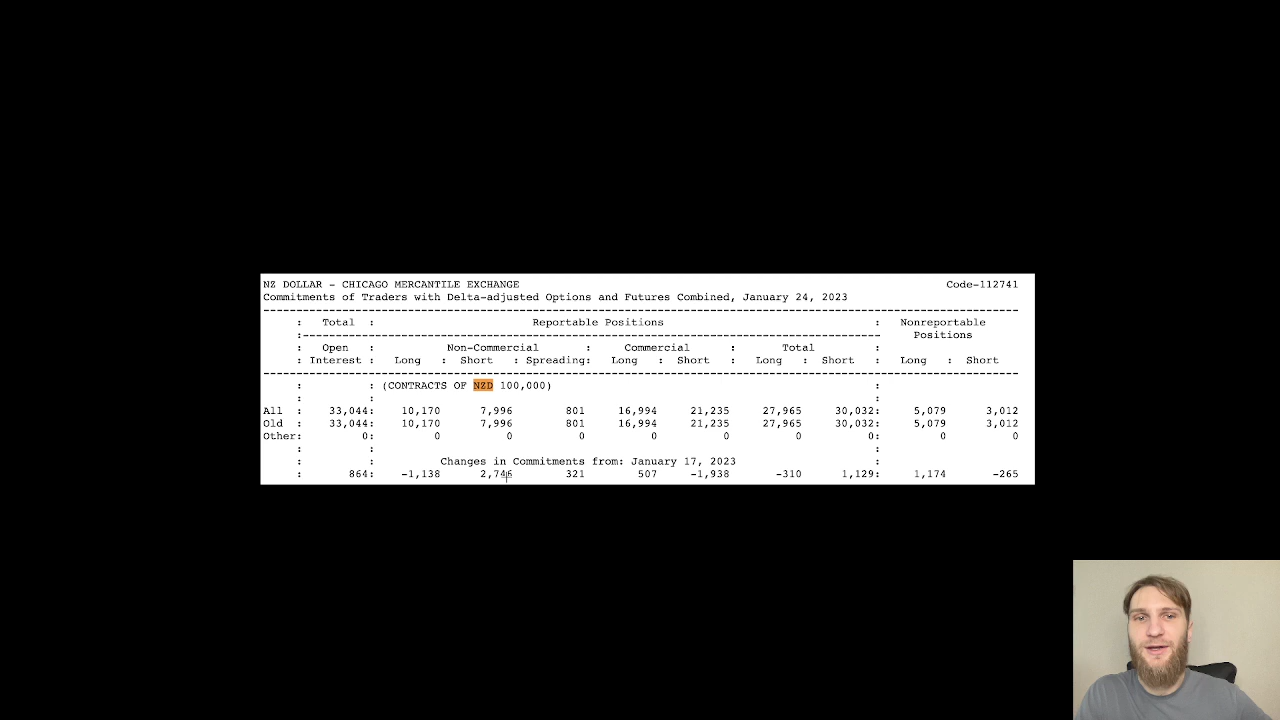 NZ DOLLAR - CHICAGO MERCANTILE EXCHANGE Code-112741
Commitments of Traders with Delta-adjusted Options and Futures Combined, January 24, 2023
--------------------------------------------------------------------------------------------------------
: Total : Reportable Positions : Nonreportable
:-------------------------------------------------------------------------------- Positions
: Open : Non-Commercial : Commercial : Total :
: Interest : Long : Short : Spreading: Long : Short : Long : Short : Long : Short
--------------------------------------------------------------------------------------------------------
: : (CONTRACTS OF NZD 100,000) :
: : :
All : 33,044: 10,170 7,996 801 16,994 21,235 27,965 30,032: 5,079 3,012
Old : 33,044: 10,170 7,996 801 16,994 21,235 27,965 30,032: 5,079 3,012
Other: 0: 0 0 0 0 0 0 0: 0 0
: : :
: : Changes in Commitments from: January 17, 2023 :
: 864: -1,138 2,746 321 507 -1,938 -310 1,129: 1,174 -265